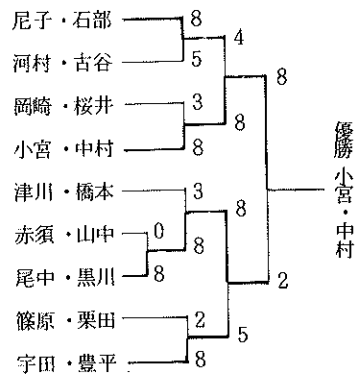 尼子・石部 8
4
河村・古谷 5
8
岡崎・桜井 3
8
小宮・中村 8
優勝 小宮・中村
津川・橋本 3
8
赤須・山中 0
8
尾中・黒川 8
2
篠原・栗田 2
5
宇田・豊平 8